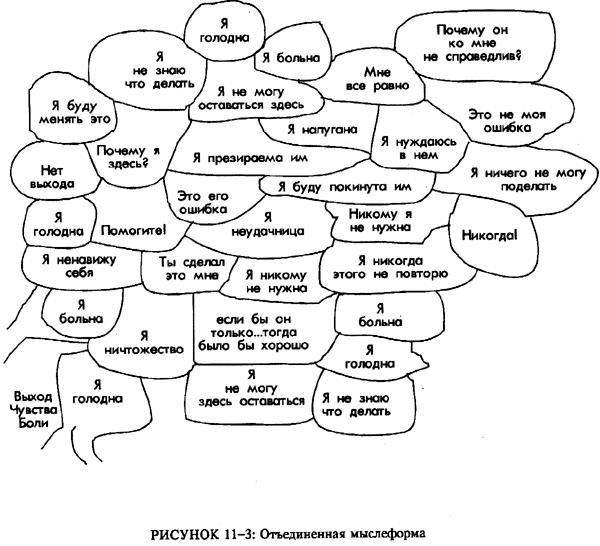 Я
голодна
Почему он
ко мне
не справедлив?
Я
не знаю
что делать
Я больна
Мне
все равно
Я буду
менять это
Я не могу
оставаться здесь
Это не моя
ошибка
Я напугана
Я нуждаюсь
в нем
Почему я
здесь?
Я презираема им
Нет
выхода
Я ничего не могу
поделать
Это его
ошибка
Я буду покинута им
Я
голодна
Помогите!
Я
неудачница
Никому я
не нужна
Никогда!
Я ненавижу
себя
Ты сделал
это мне
Я никому
не нужна
Я никогда
этого не повторю
Я
больна
Я
ничтожество
если бы он
только...тогда
было бы хорошо
Я
больна
Я
голодна
Выход
Чувства
Боли
Я
голодна
Я
не могу
здесь оставаться
Я не знаю
что делать
РИСУНОК 11–3: Отъединенная мыслеформа